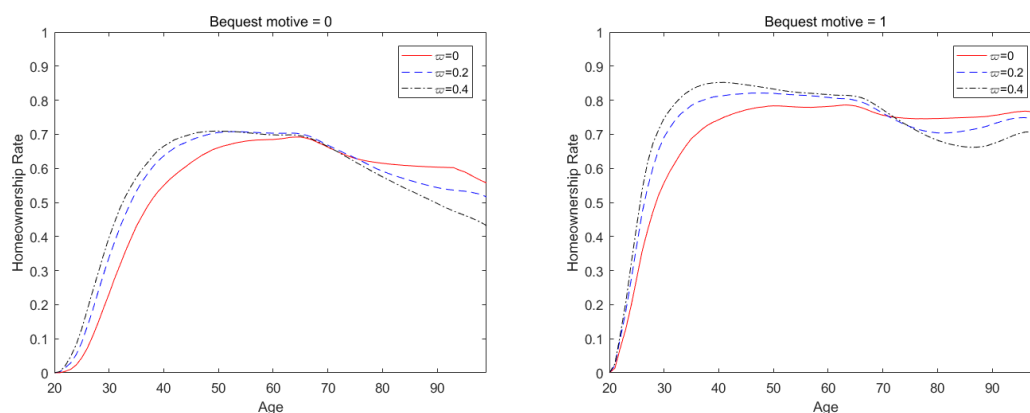 Bequest motive = 0
1
0.9
0.8
0.7
0.6
0.5
0.4
0.3
0.2
0.1
0
Homeownership Rate
ϖ=0
ϖ=0.2
ϖ=0.4
20 30 40 50 60 70 80 90
Age
Bequest motive = 1
1
0.9
0.8
0.7
0.6
0.5
0.4
0.3
0.2
0.1
0
Homeownership Rate
ϖ=0
ϖ=0.2
ϖ=0.4
20 30 40 50 60 70 80 90
Age